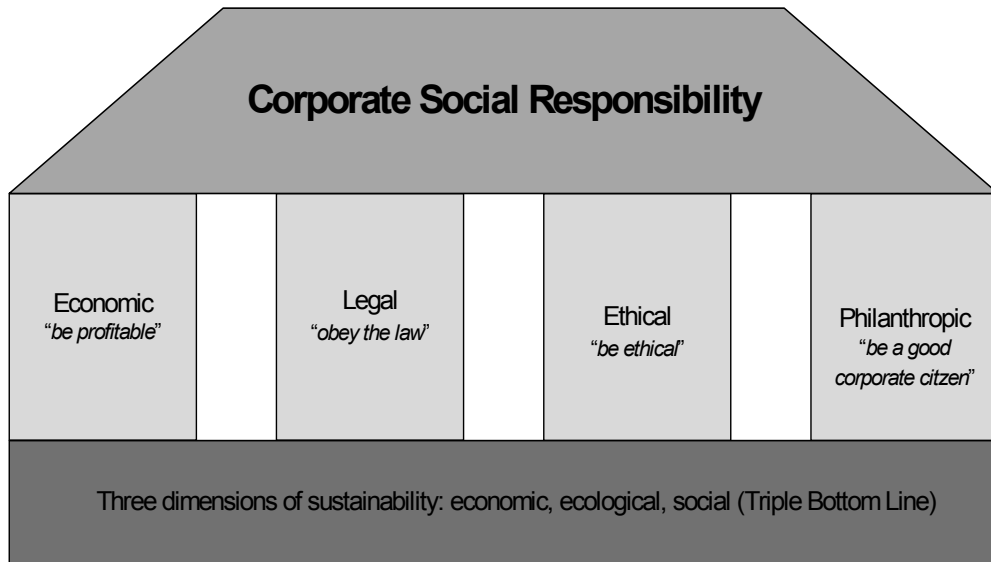 Corporate Social Responsibility
Economic
“be profitable”
Legal
“obey the law”
Ethical
“be ethical”
Philanthropic
“be a good
corporate citzen”
Three dimensions of sustainability: economic, ecological, social (Triple Bottom Line)